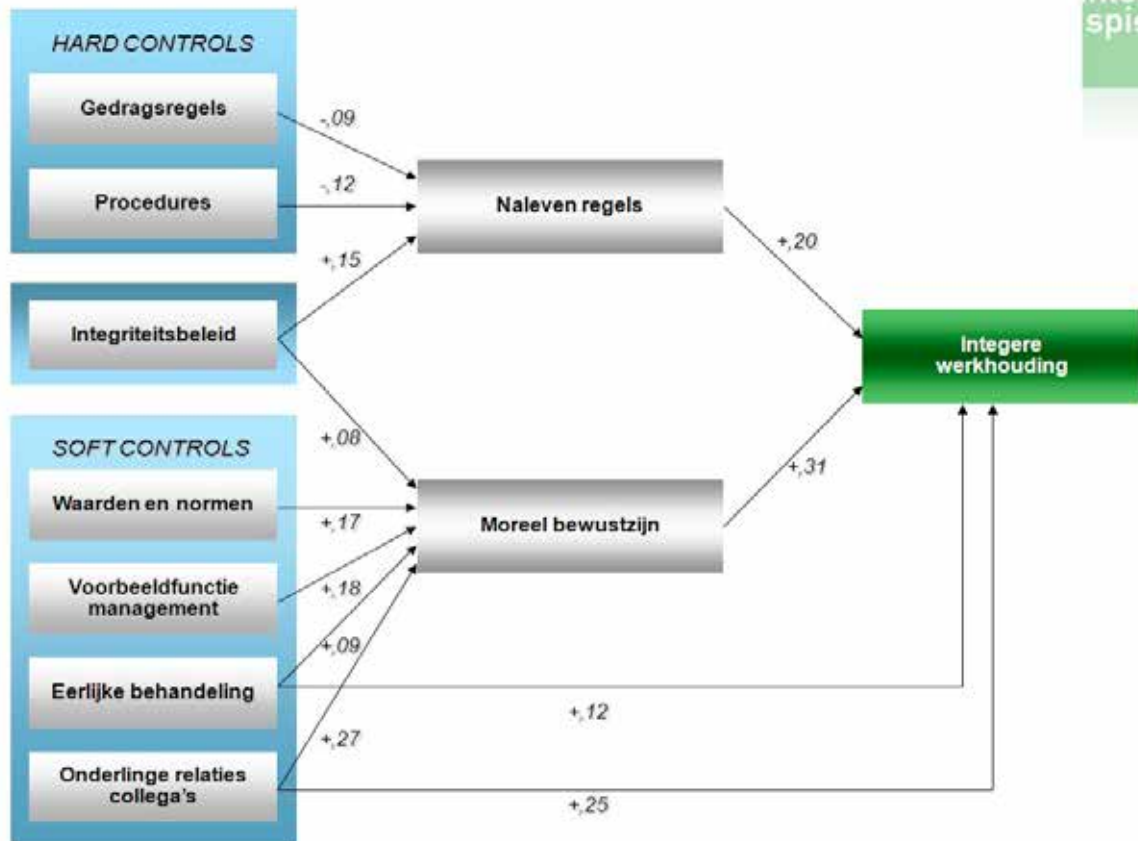 spis
HARD CONTROLS
Gedragsregels
-,09
Procedures
-,12
Naleven regels
+,15
+,20
Integriteitsbeleid
Integere
werkhouding
+,08
SOFT CONTROLS
+,31
Waarden en normen
+,17
Moreel bewustzijn
Voorbeeldfunctie
management
+,18
+,09
Eerlijke behandeling
+,12
+,27
Onderlinge relaties
collega's
+,25